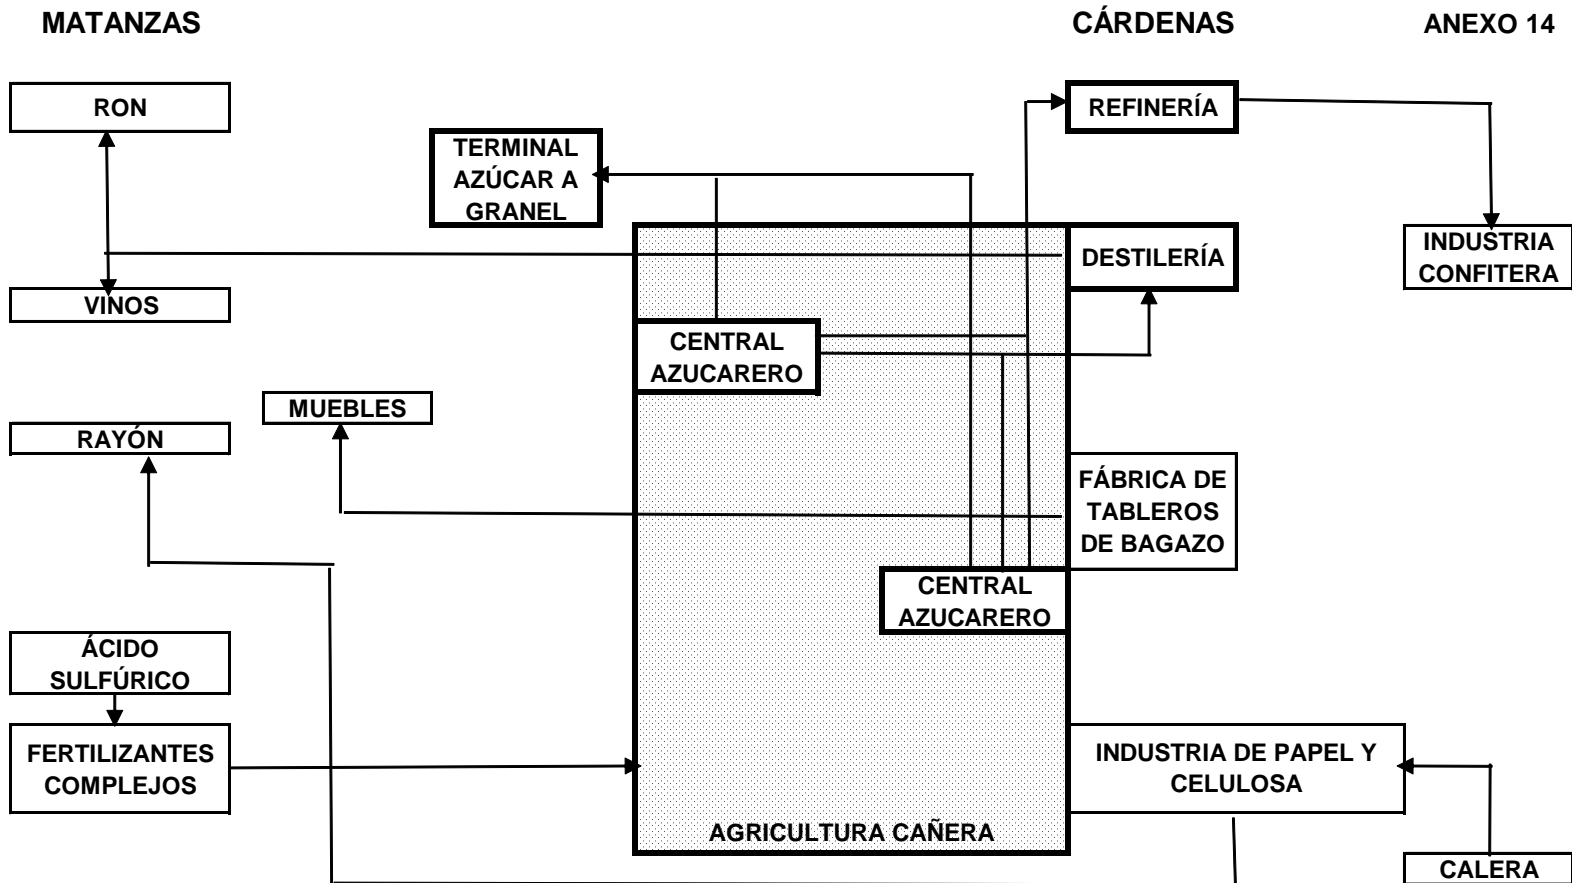 MATANZAS
CÁRDENAS
ANEXO 14
RON
REFINERÍA
TERMINAL
AZÚCAR A
GRANEL
DESTILERÍA
INDUSTRIA
CONFITERA
VINOS
CENTRAL
AZUCARERO
MUEBLES
RAYÓN
FÁBRICA DE
TABLEROS
DE BAGAZO
CENTRAL
AZUCARERO
ÁCIDO
SULFÚRICO
FERTILIZANTES
COMPLEJOS
INDUSTRIA DE PAPEL Y
CELULOSA
AGRICULTURA CAÑERA
CALERA